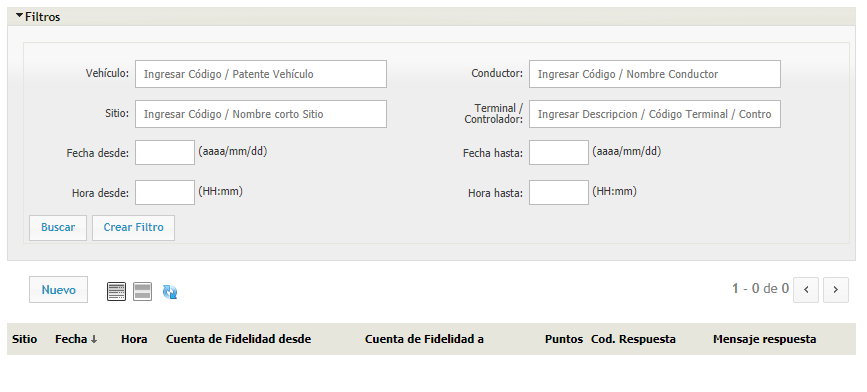 Filtros
Vehículo: Ingresar Código / Patente Vehículo Conductor: Ingresar Código / Nombre Conductor
Sitio: Ingresar Código / Nombre corto Sitio Terminal / Controlador: Ingresar Descripcion / Código Terminal / Contro
Fecha desde: (aaaa/mm/dd) Fecha hasta: (aaaa/mm/dd)
Hora desde: (HH:mm) Hora hasta: (HH:mm)
Buscar Crear Filtro
Nuevo 1 - 0 de 0
Sitio Fecha Hora Cuenta de Fidelidad desde Cuenta de Fidelidad a Puntos Cod. Respuesta Mensaje respuesta